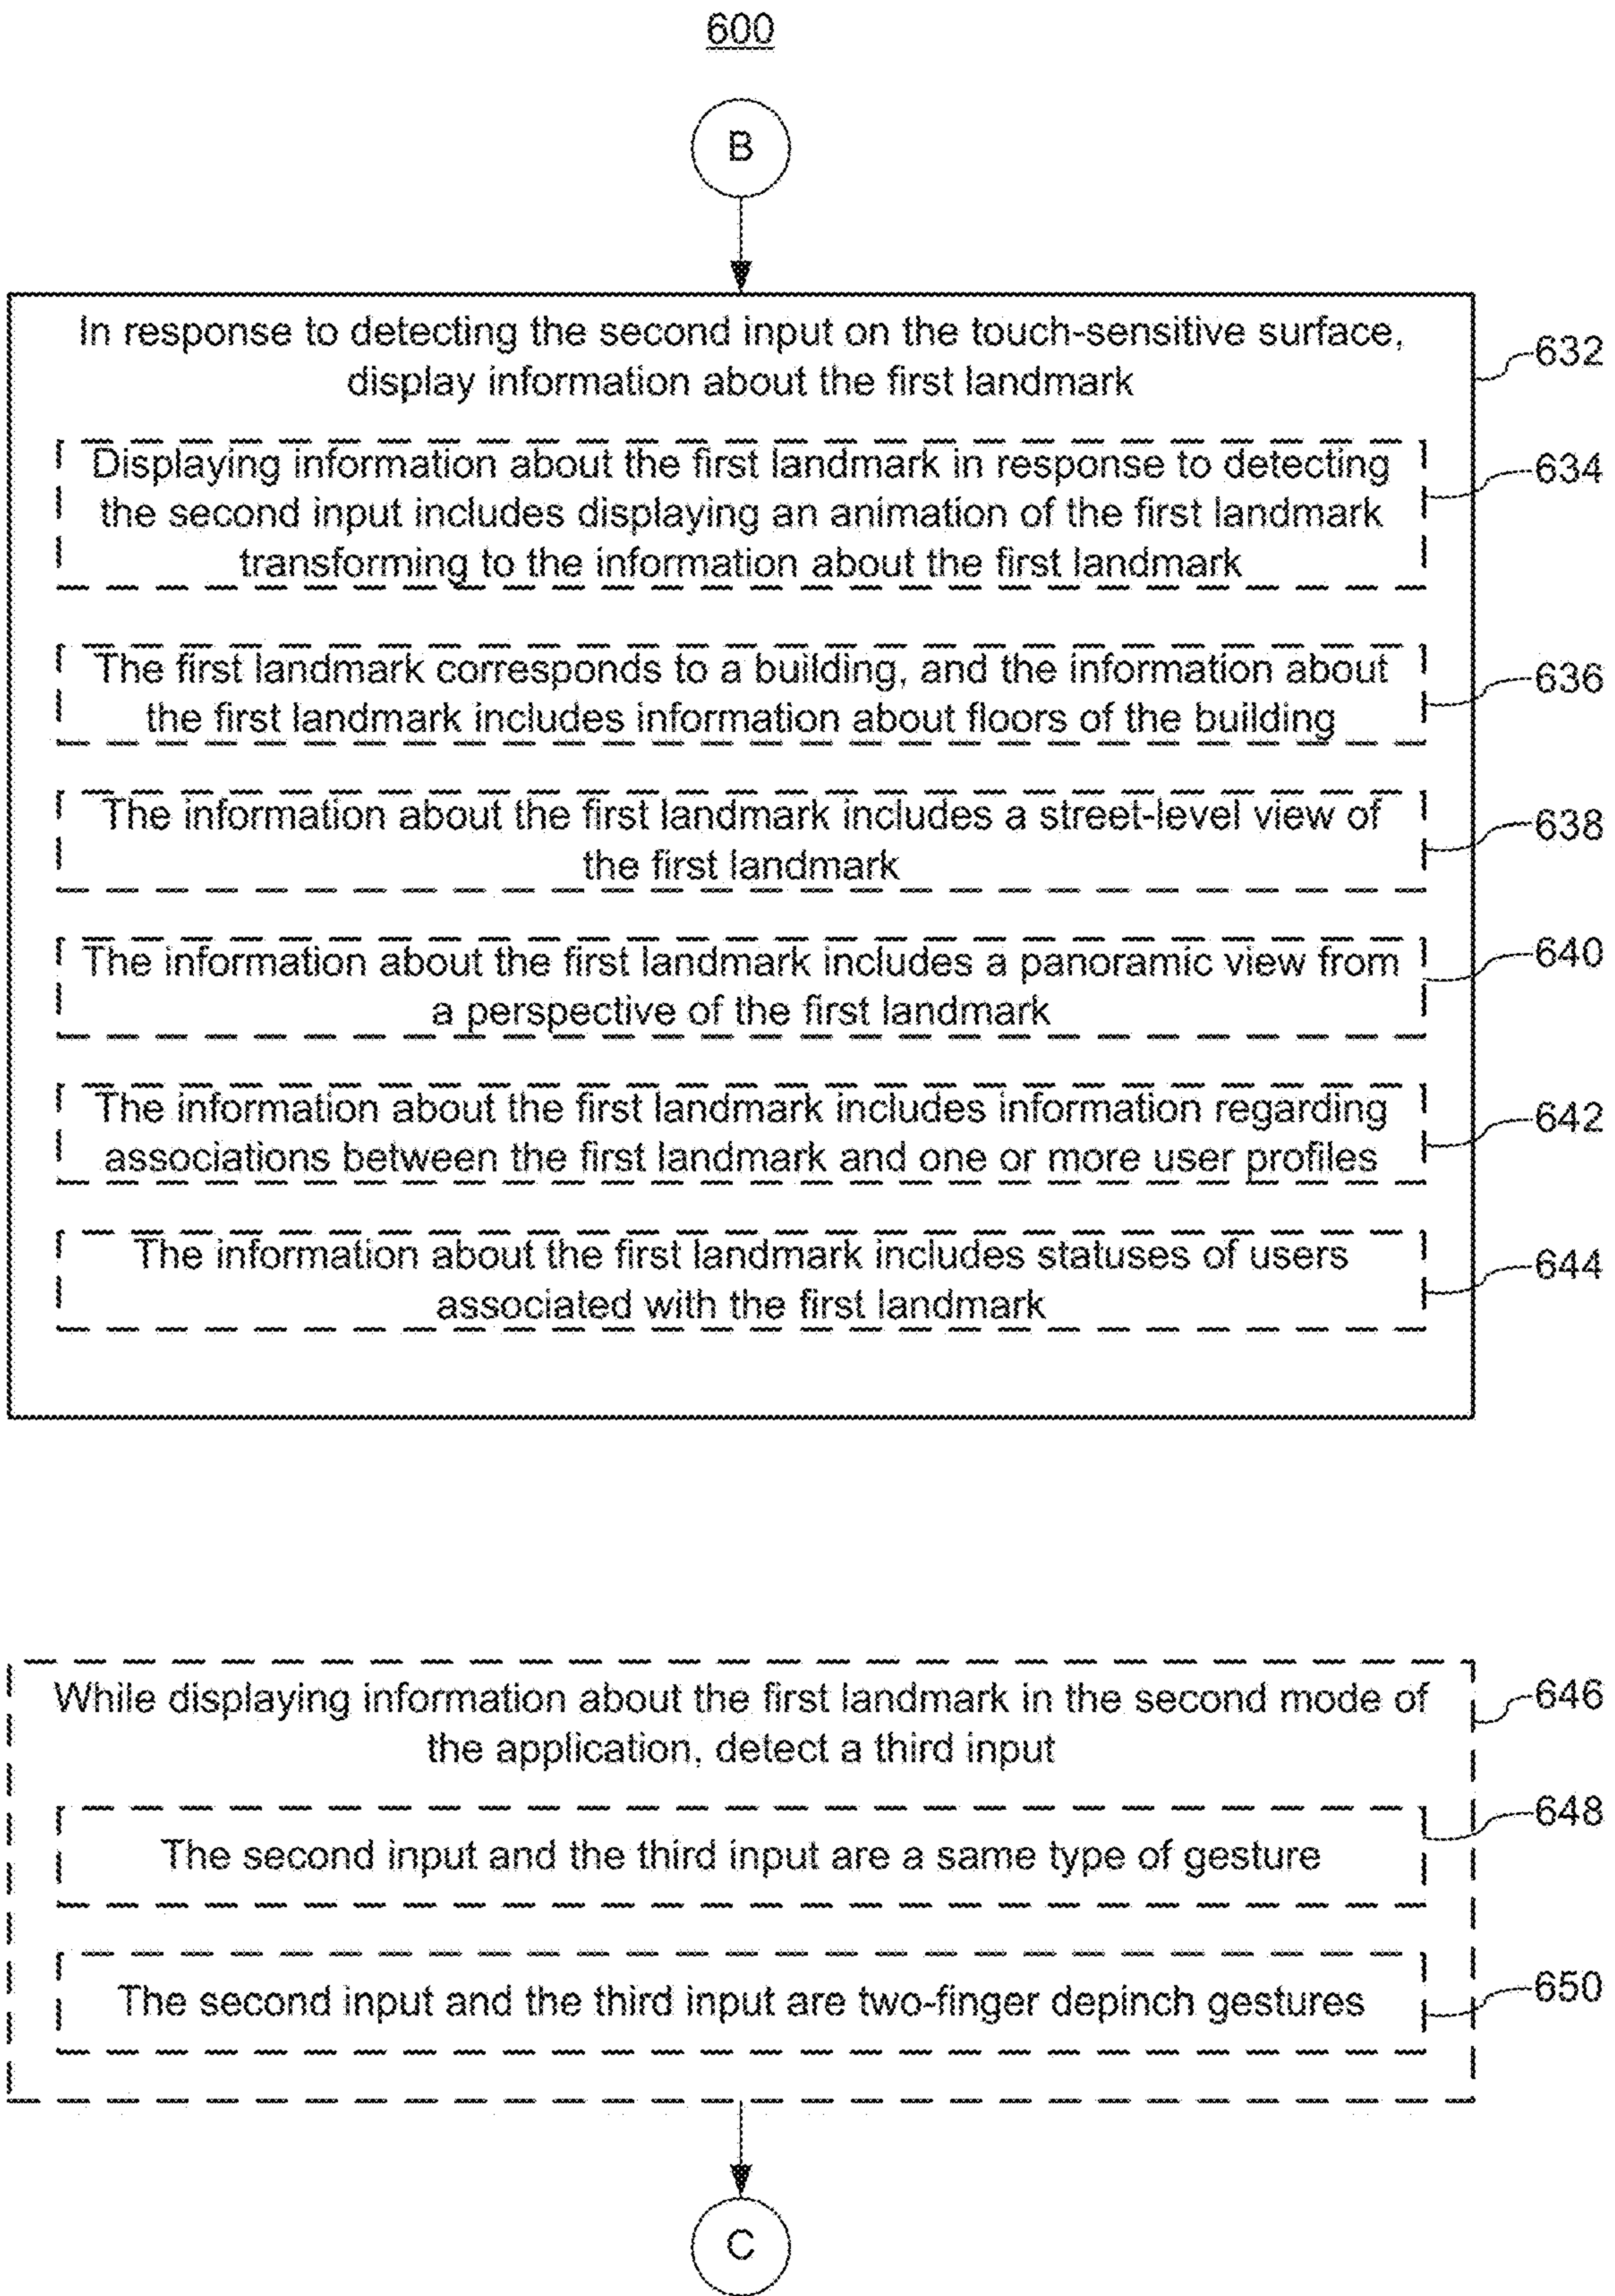 600
B
In response to detecting the second input on the touch-sensitive surface,
display information about the first landmark
632
Displaying information about the first landmark in response to detecting
the second input includes displaying an animation of the first landmark
transforming to the information about the first landmark
634
The first landmark corresponds to a building, and the information about
the first landmark includes information about floors of the building
636
The information about the first landmark includes a street-level view of
the first landmark
638
The information about the first landmark includes a panoramic view from
a perspective of the first landmark
640
The information about the first landmark includes information regarding
associations between the first landmark and one or more user profiles
642
The information about the first landmark includes statuses of users
associated with the first landmark
644
While displaying information about the first landmark in the second mode of
the application, detect a third input
646
The second input and the third input are a same type of gesture
648
The second input and the third input are two-finger depinch gestures
650
C